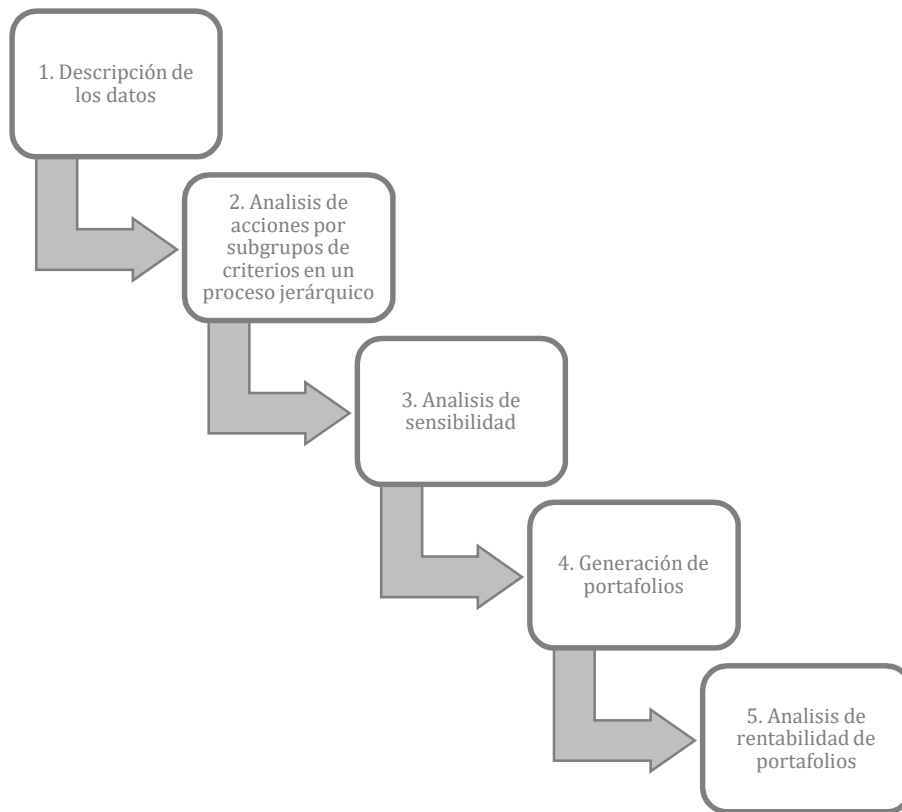 1. Descripción de
los datos
2. Analisis de
acciones por
subgrupos de
criterios en un
proceso jerárquico
3. Analisis de
sensibilidad
4. Generación de
portafolios
5. Analisis de
rentabilidad de
portafolios